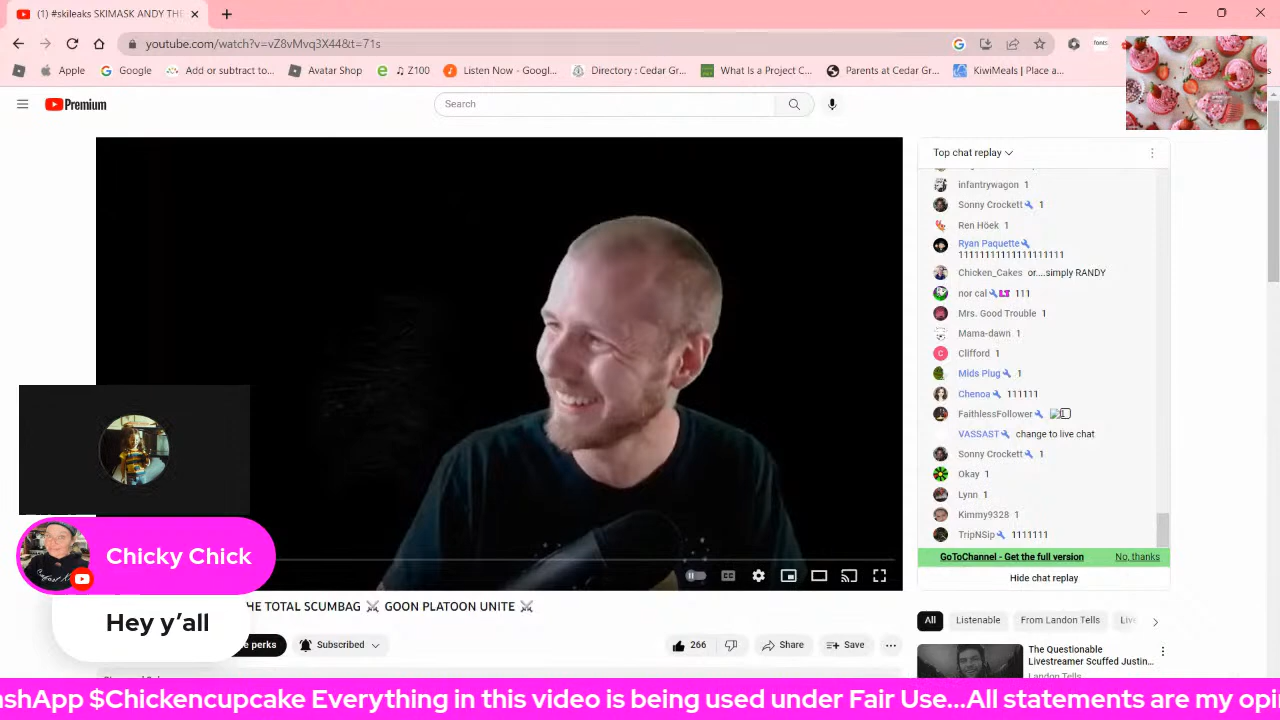 (1) #skileaks SKIMASK ANDY TH
youtube.com/watch?v=vZ8vMvq3X44&t=71s
fonts
Apple
Google
Add or subtract to...
Takeout Shop
Z100
Listen Now - Googl...
Directory : Cedar Gr...
What Is a Project C...
Parents at Cedar Gr...
KiwiMeals | Place a...
Premium
Search
Top chat replay
infantrywagon 1
Sonny Crockett 1
Ren Höek 1
Ryan Paquette
Chicken_Cakes or....simply RANDY
nor cal LT 111
Mrs. Good Trouble 1
Mama-dawn 1
Clifford 1
C
Mids Plug 1
Chenoa 111111
FaithlessFollower
VASSAST change to live chat
Sonny Crockett 1
Okay 1
Lynn 1
Kimmy9328 1
TripNSip 1111111
GoToChannel - Get the full version No, thanks
Hide chat replay
Chicky Chick
Hey y'all
HE TOTAL SCUMBAG ⚔ GOON PLATOON UNITE ⚔
perks
Subscribed
266
Share
Save
All
Listenable
From Landon Tells
Live
The Questionable
Livestreamer Scuffed Justin...
Landon Tells
ashApp $Chickencupcake Everything in this video is being used under Fair Use...All statements are my opi